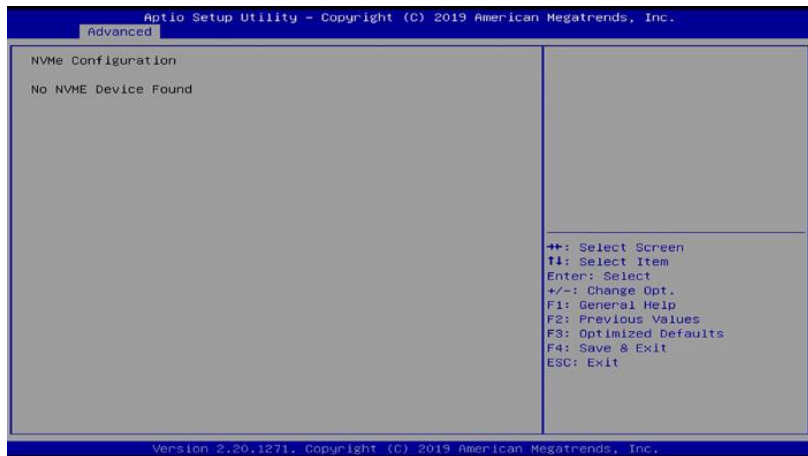 Aptio Setup Utility – Copyright (C) 2019 American Megatrends, Inc.
Advanced
NVMe Configuration
No NVME Device Found
→←: Select Screen
↑↓: Select Item
Enter: Select
+/-: Change Opt.
F1: General Help
F2: Previous Values
F3: Optimized Defaults
F4: Save & Exit
ESC: Exit
Version 2.20.1271. Copyright (C) 2019 American Megatrends, Inc.